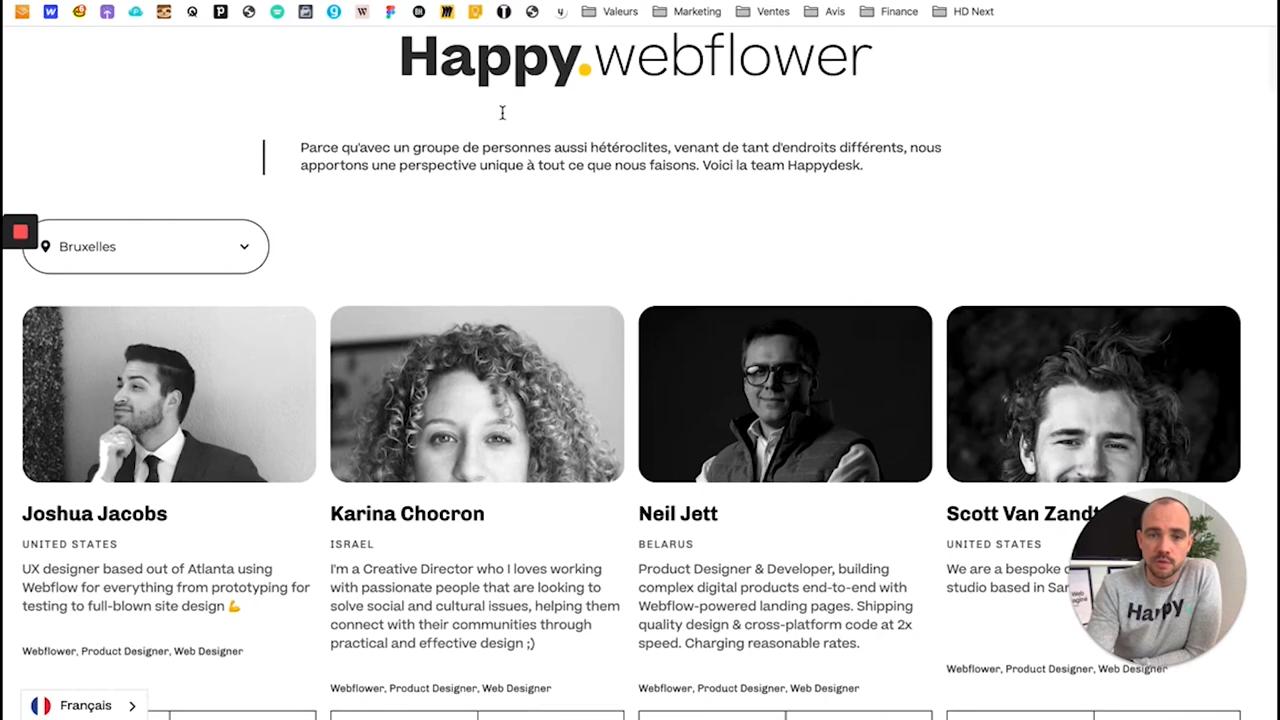 Valeurs Marketing Ventes Avis Finance HD Next
Happy.webflower
Parce qu'avec un groupe de personnes aussi hétéroclites, venant de tant d'endroits différents, nous
apportons une perspective unique à tout ce que nous faisons. Voici la team Happydesk.
Bruxelles
Joshua Jacobs
UNITED STATES
UX designer based out of Atlanta using
Webflow for everything from prototyping for
testing to full-blown site design 💪
Webflower, Product Designer, Web Designer
Karina Chocron
ISRAEL
I'm a Creative Director who I loves working
with passionate people that are looking to
solve social and cultural issues, helping them
connect with their communities through
practical and effective design ;)
Webflower, Product Designer, Web Designer
Neil Jett
BELARUS
Product Designer & Developer, building
complex digital products end-to-end with
Webflow-powered landing pages. Shipping
quality design & cross-platform code at 2x
speed. Charging reasonable rates.
Webflower, Product Designer, Web Designer
Scott Van Zandt
UNITED STATES
We are a bespoke
studio based in
Webflower, Product Designer, Web Designer
Happy
Français